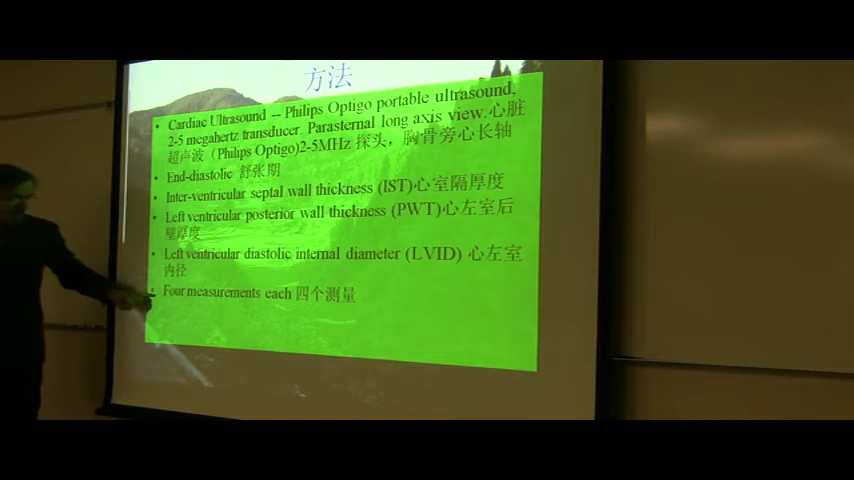 方法
• Cardiac Ultrasound -- Philips Optigo portable ultrasound,
2-5 megahertz transducer. Parasternal long axis view.心脏
超声波（Philips Optigo)2-5MHz 探头，胸骨旁心长轴
• End-diastolic 舒张期
• Inter-ventricular septal wall thickness (IST)心室隔厚度
• Left ventricular posterior wall thickness (PWT)心左室后
壁厚度
• Left ventricular diastolic internal diameter (LVID) 心左室
内径
• Four measurements each 四个测量